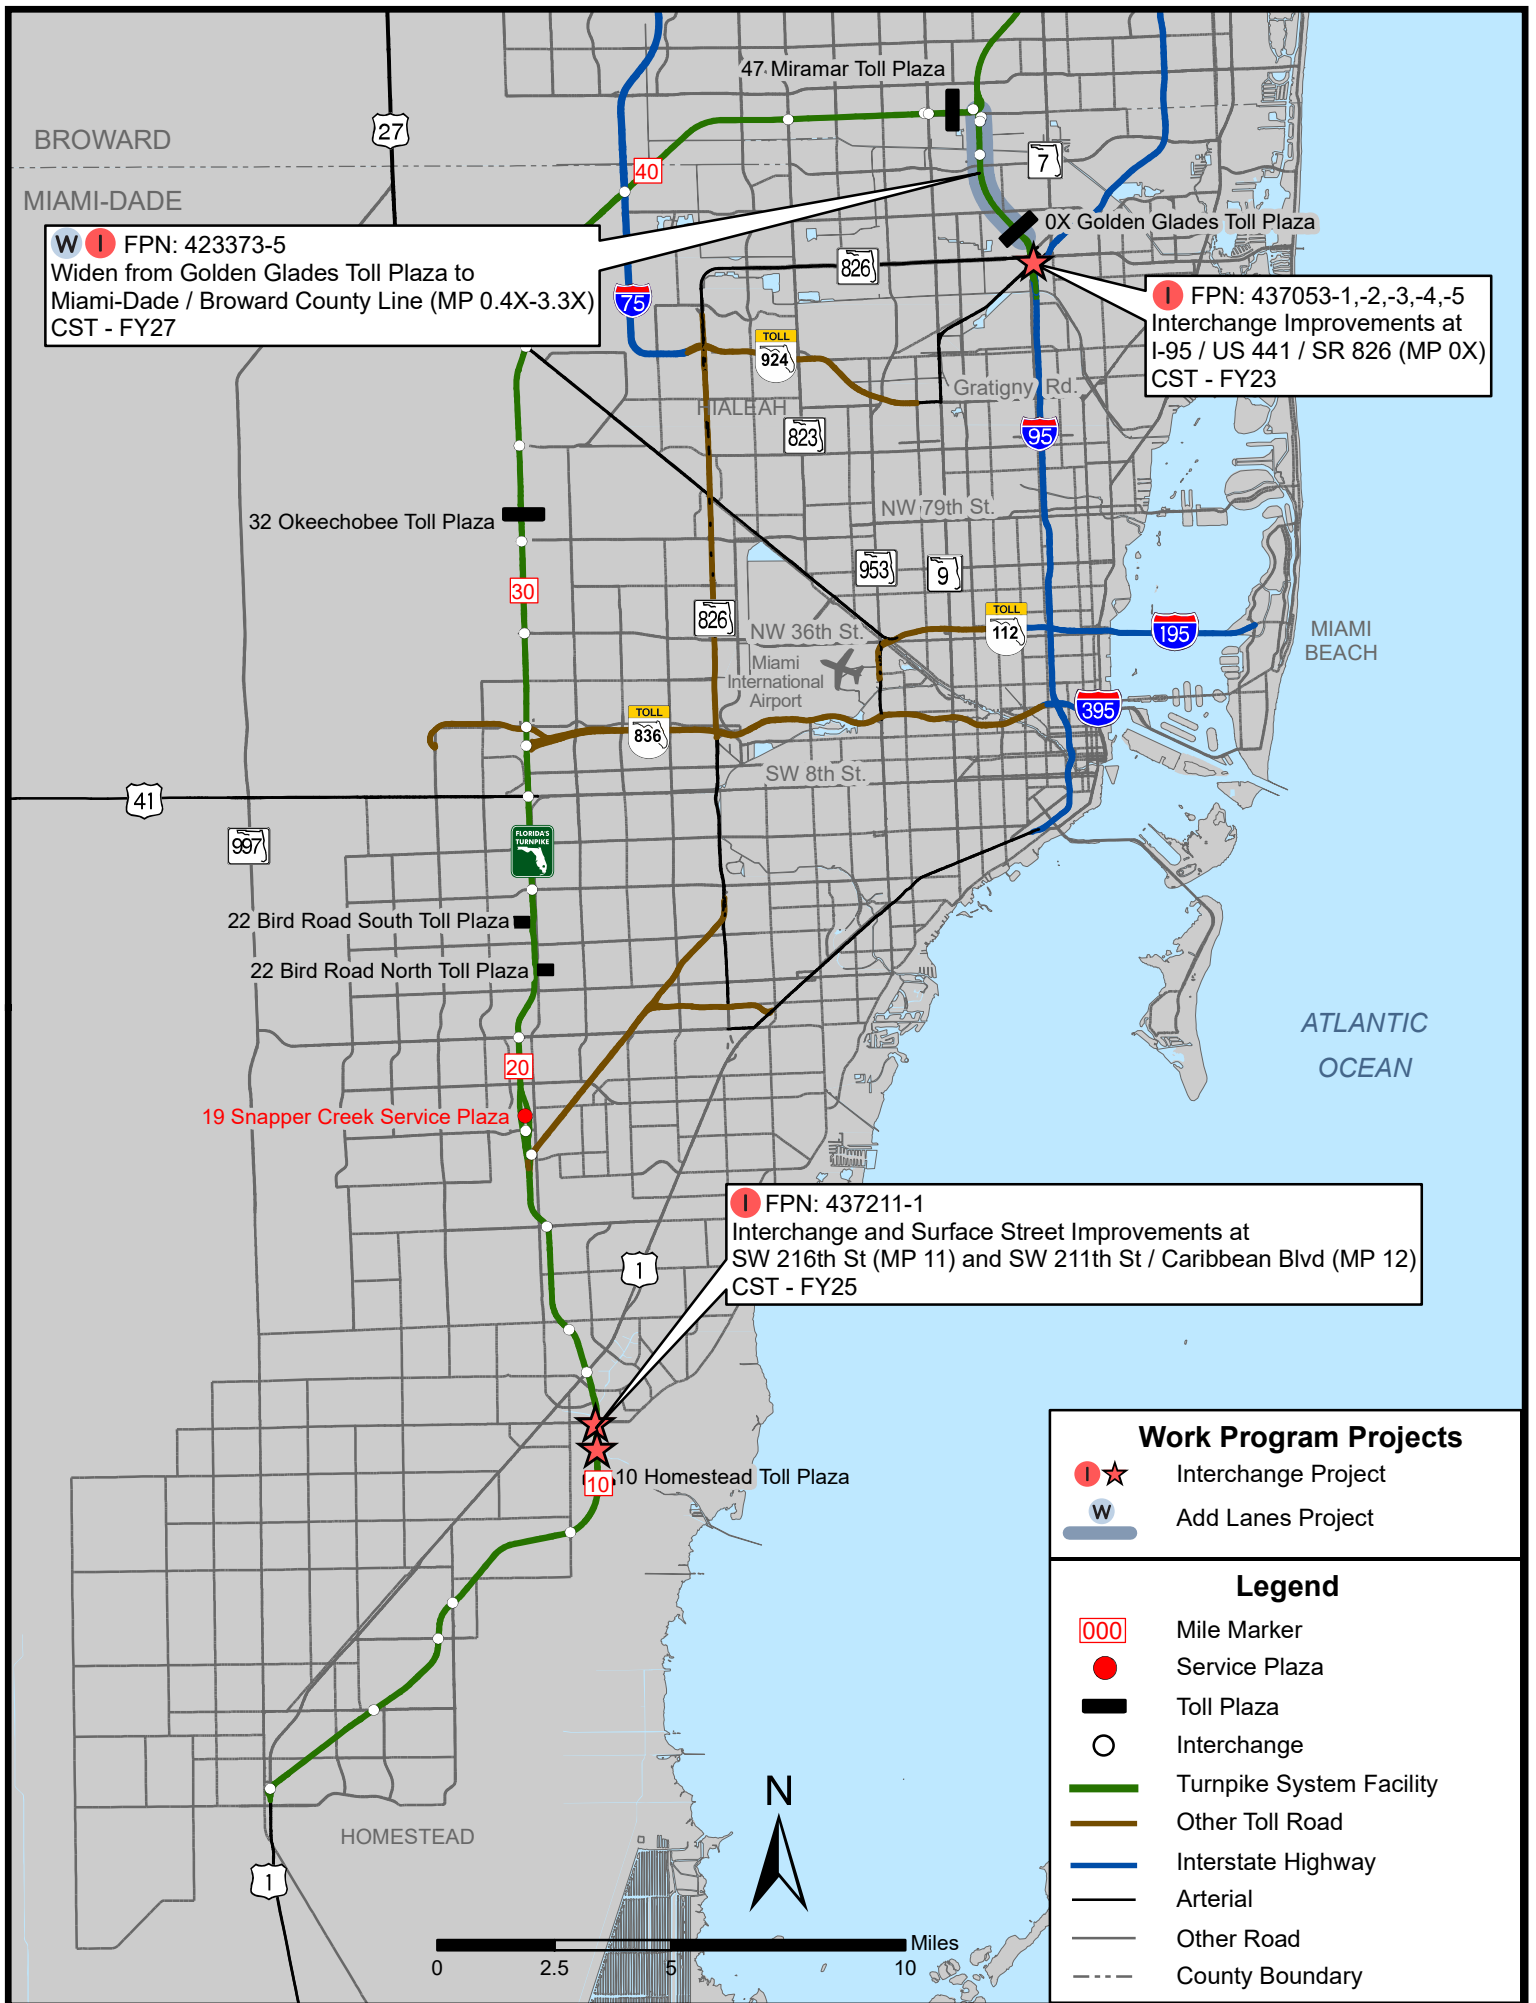 47 Miramar Toll Plaza
27
BROWARD
7
40
MIAMI-DADE
0X Golden Glades Toll Plaza
W I FPN: 423373-5
Widen from Golden Glades Toll Plaza to
Miami-Dade / Broward County Line (MP 0.4X-3.3X)
CST - FY27
826
75
I FPN: 437053-1,-2,-3,-4,-5
Interchange Improvements at
I-95 / US 441 / SR 826 (MP 0X)
CST - FY23
TOLL
924
Gratigny Rd.
HIALEAH
823
95
NW 79th St.
32 Okeechobee Toll Plaza
953
9
30
826
TOLL
112
NW 36th St.
195
MIAMI
BEACH
Miami
International
Airport
395
TOLL
836
SW 8th St.
41
997
FLORIDA'S
TURNPIKE
22 Bird Road South Toll Plaza
22 Bird Road North Toll Plaza
ATLANTIC
OCEAN
20
19 Snapper Creek Service Plaza
I FPN: 437211-1
Interchange and Surface Street Improvements at
SW 216th St (MP 11) and SW 211th St / Caribbean Blvd (MP 12)
CST - FY25
1
10 Homestead Toll Plaza
10
Work Program Projects
I Interchange Project
W
Add Lanes Project
Legend
000 Mile Marker
Service Plaza
Toll Plaza
Interchange
Turnpike System Facility
Other Toll Road
Interstate Highway
Arterial
Other Road
County Boundary
HOMESTEAD
1
N
Miles
0 2.5 5 10